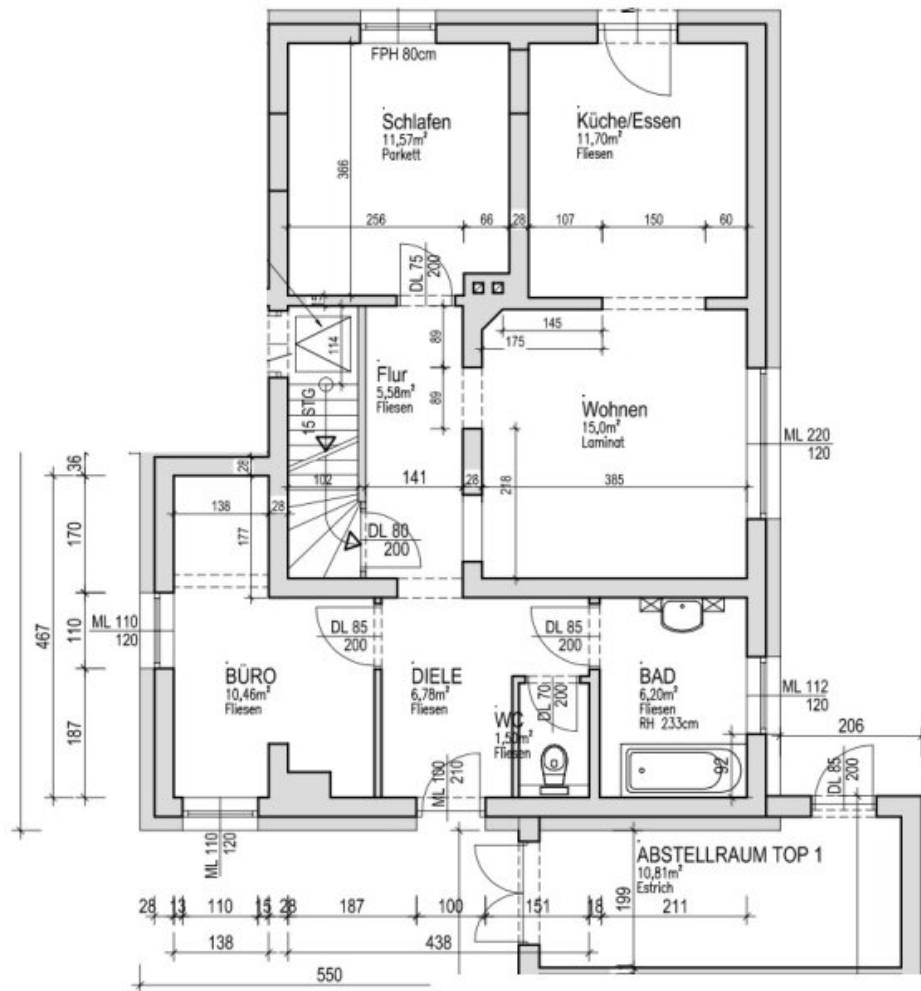 FPH 80cm
Schlafen
11,57m²
Parkett
Küche/Essen
11,70m²
Fliesen
366
256
66
28
107
150
60
DL 75
200
15
114
89
145
175
Flur
5,58m²
Fliesen
89
15 STG
Wohnen
15,0m²
Laminat
ML 220
120
36
28
102
141
28
218
385
138
28
177
170
DL 80
200
467
110
ML 110
120
DL 85
200
DL 85
200
BÜRO
10,46m²
Fliesen
DIELE
6,78m²
Fliesen
DL 70
200
BAD
6,20m²
Fliesen
RH 233cm
ML 112
120
WC
1,50m²
Fliesen
187
92
206
ML 100
210
DL 85
200
ML 110
120
ABSTELLRAUM TOP 1
10,81m²
Estrich
199
28
13
110
15
28
187
100
151
18
211
138
438
550